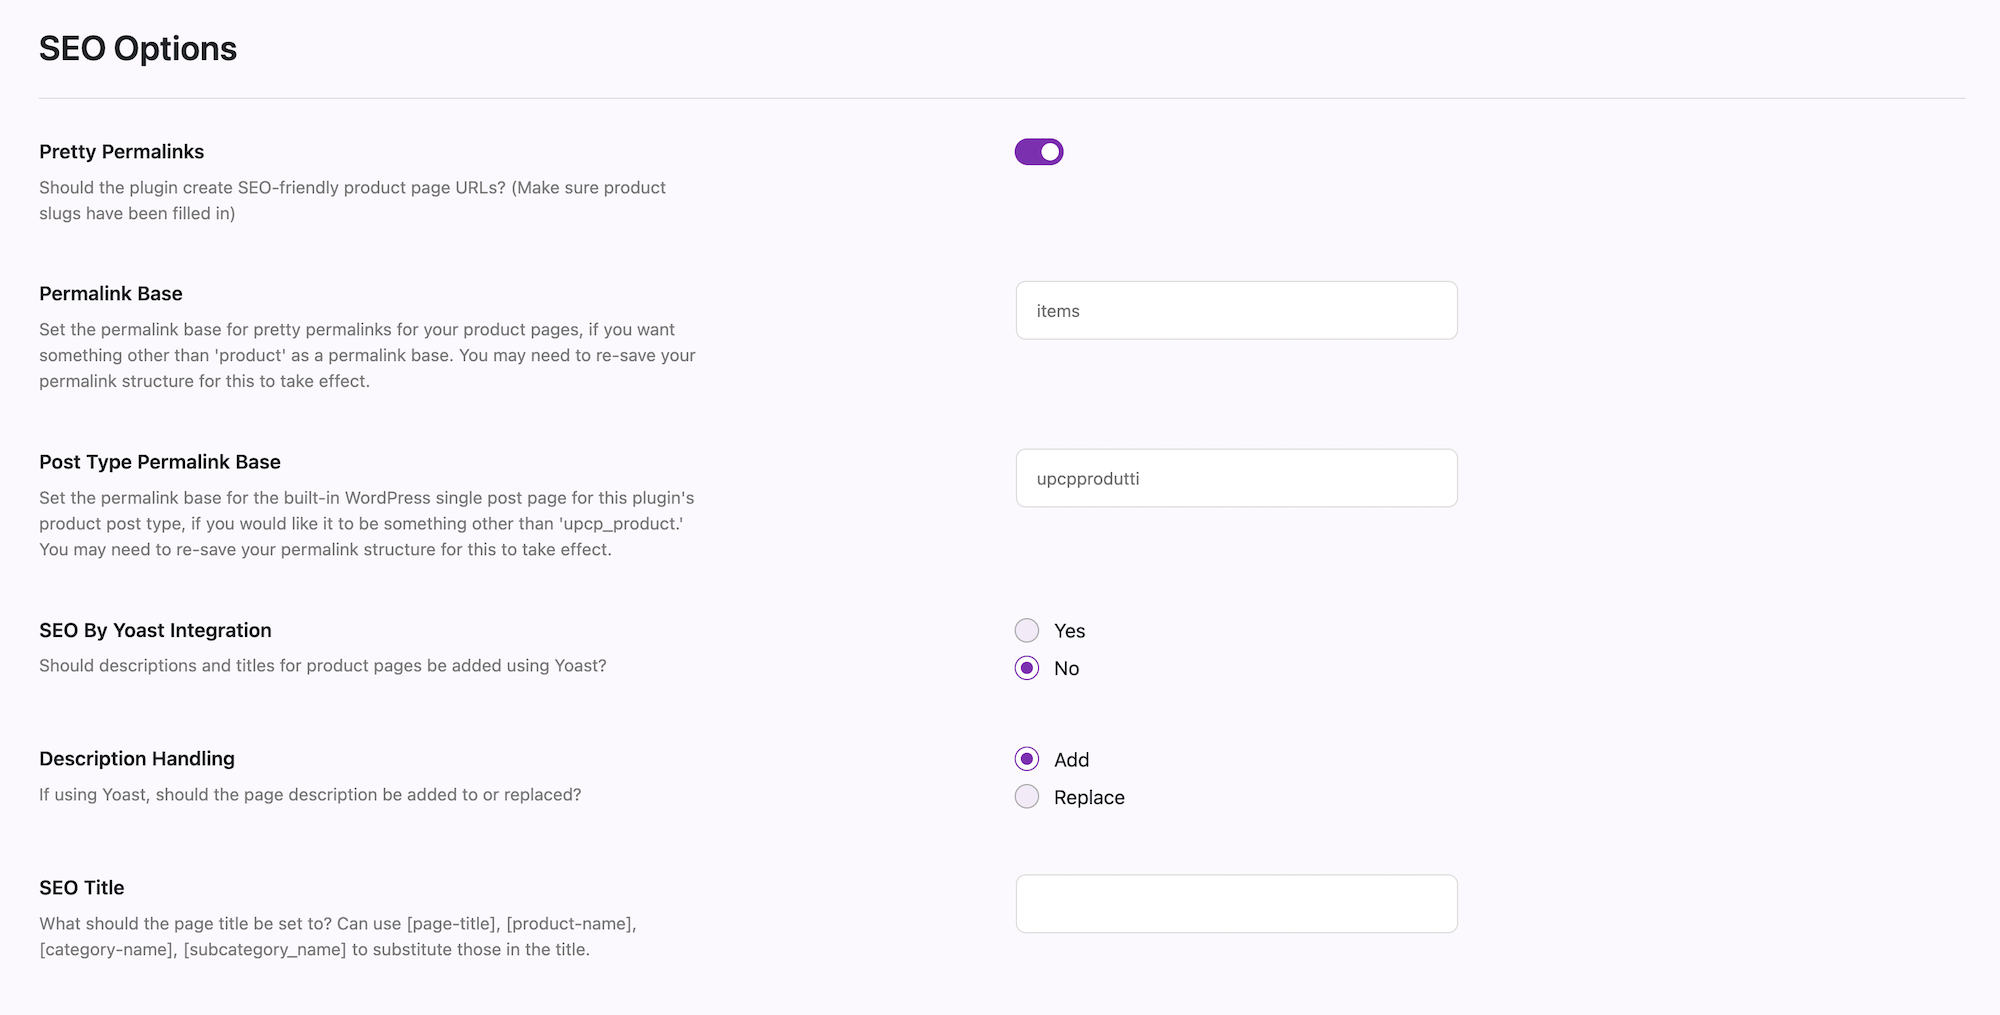 SEO Options
Pretty Permalinks
Should the plugin create SEO-friendly product page URLs? (Make sure product
slugs have been filled in)
Permalink Base
Set the permalink base for pretty permalinks for your product pages, if you want
something other than 'product' as a permalink base. You may need to re-save your
permalink structure for this to take effect.
items
Post Type Permalink Base
Set the permalink base for the built-in WordPress single post page for this plugin's
product post type, if you would like it to be something other than 'upcp_product.'
You may need to re-save your permalink structure for this to take effect.
upcpprodutti
SEO By Yoast Integration
Should descriptions and titles for product pages be added using Yoast?
Yes
No
Description Handling
If using Yoast, should the page description be added to or replaced?
Add
Replace
SEO Title
What should the page title be set to? Can use [page-title], [product-name],
[category-name], [subcategory_name] to substitute those in the title.